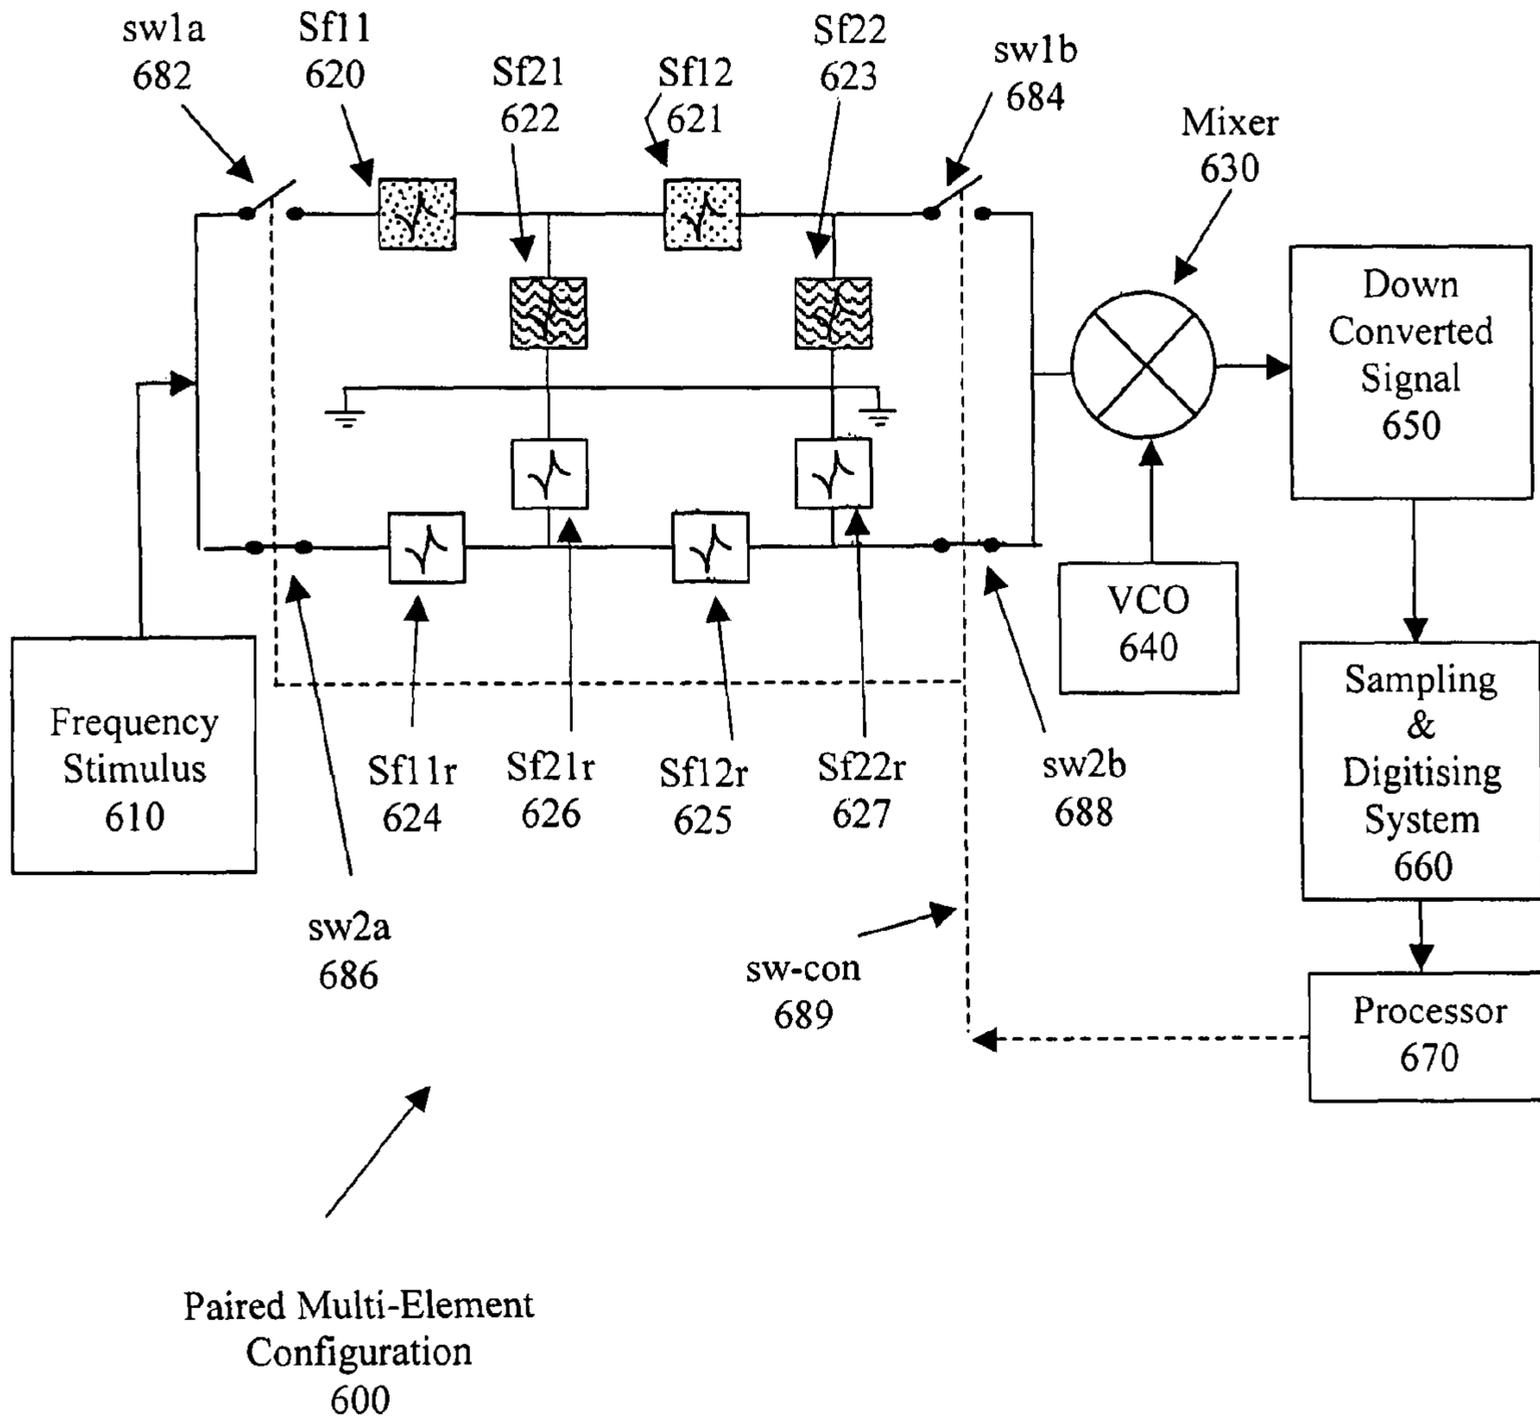 sw1a
682
Sf11
620
Sf21
622
Sf12
621
Sf22
623
sw1b
684
Mixer
630
Down
Converted
Signal
650
VCO
640
Frequency
Stimulus
610
Sf11r
624
Sf21r
626
Sf12r
625
Sf22r
627
sw2b
688
Sampling
&
Digitising
System
660
sw2a
686
sw-con
689
Processor
670
Paired Multi-Element
Configuration
600